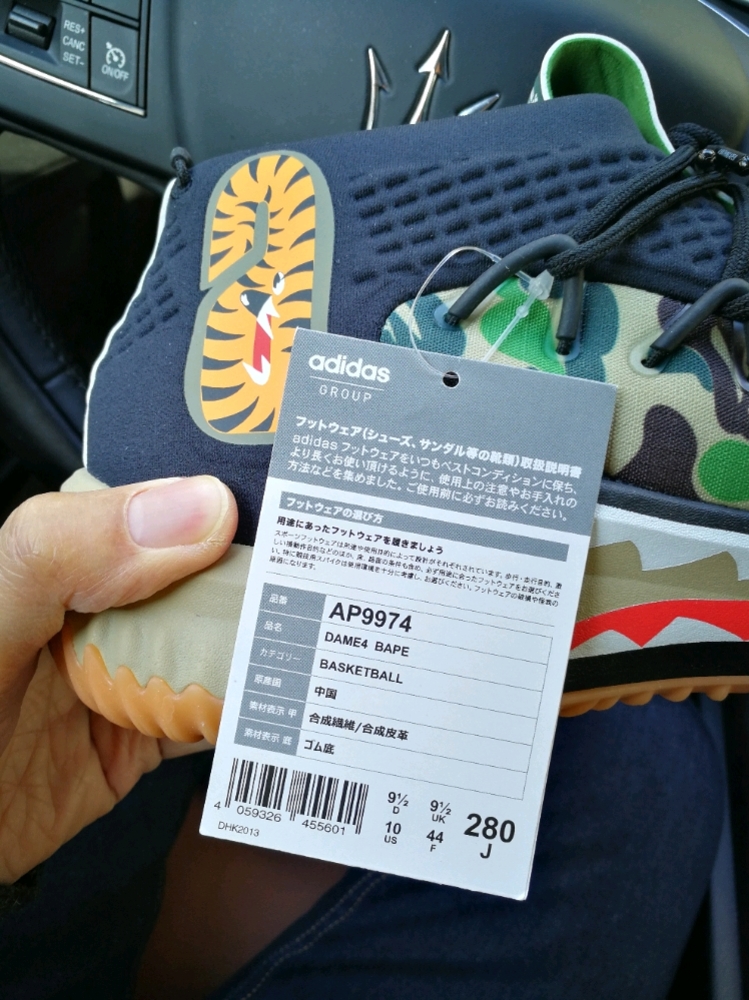 RES+
CANC
SET-
ON/OFF
adidas
GROUP
フットウェア(シューズ、サンダル等の靴類)取扱説明書
adidas フットウェアをいつもベストコンディションに保ち、
より長くお使い頂けるように、使用上の注意やお手入れの
方法などを集めました。ご使用前に必ずお読みください。
フットウェアの選び方
用途にあったフットウェアを履きましょう
品番 AP9974
品名 DAME4 BAPE
カテゴリー BASKETBALL
原産国 中国
素材表示 甲 合成繊維/合成皮革
素材表示 底 ゴム底
4 059326 455601
DHK2013
9½ D
9½ UK
10 US
44 F
280 J